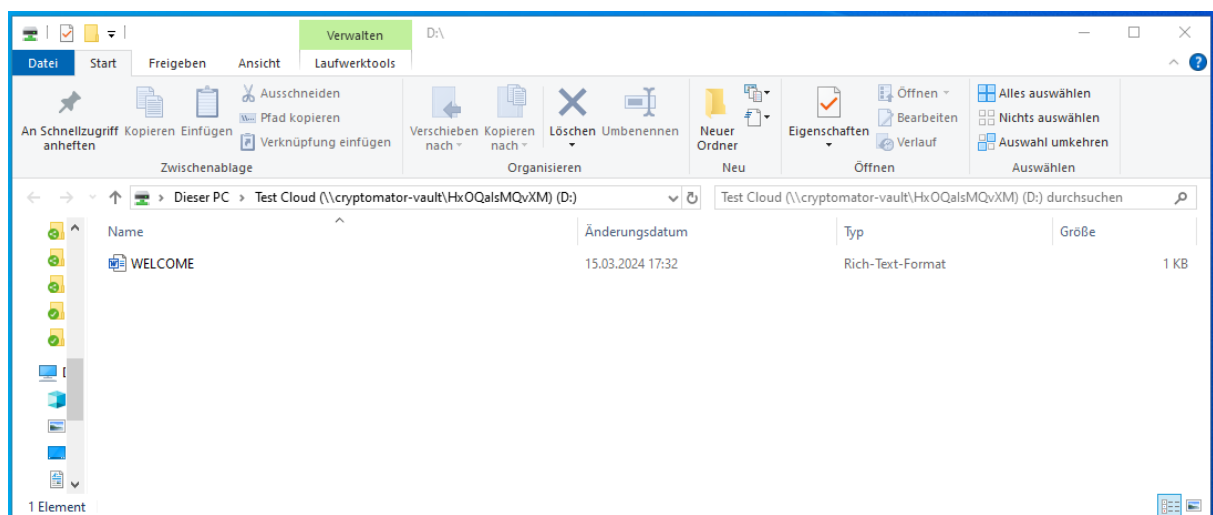 Verwalten D:\
Datei Start Freigeben Ansicht Laufwerktools
An Schnellzugriff anheften
Kopieren
Einfügen
Ausschneiden
Pfad kopieren
Verknüpfung einfügen
Zwischenablage
Verschieben nach
Kopieren nach
Löschen
Umbenennen
Organisieren
Neuer Ordner
Neu
Eigenschaften
Öffnen
Bearbeiten
Verlauf
Öffnen
Alles auswählen
Nichts auswählen
Auswahl umkehren
Auswählen
Dieser PC > Test Cloud (\\cryptomator-vault\HxOQalsMQvXM) (D:)
Test Cloud (\\cryptomator-vault\HxOQalsMQvXM) (D:) durchsuchen
Name Änderungsdatum Typ Größe
WELCOME 15.03.2024 17:32 Rich-Text-Format 1 KB
1 Element